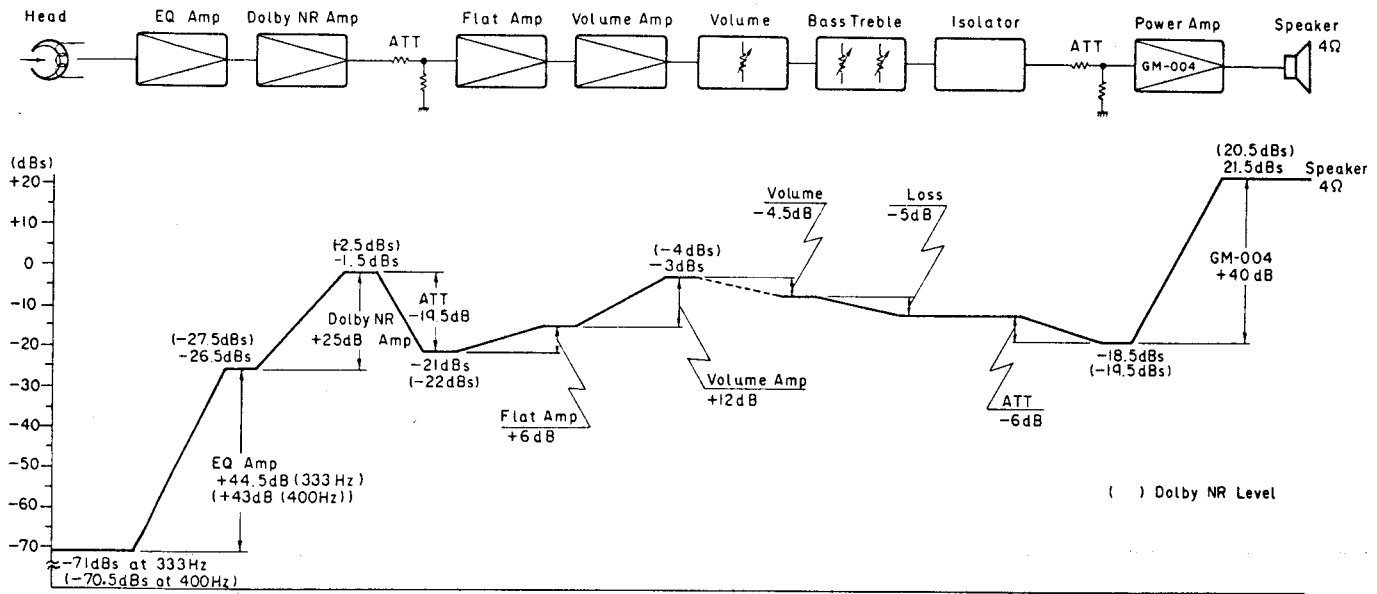 Head
EQ Amp
Dolby NR Amp
ATT
Flat Amp
Volume Amp
Volume
Bass Treble
Isolator
ATT
Power Amp
GM-004
Speaker
4Ω
(dBs)
+20
+10
0
-10
-20
-30
-40
-50
-60
-70
-71dBs at 333Hz
(-70.5dBs at 400Hz)
EQ Amp
+44.5dB (333Hz)
(+43dB (400Hz))
(-27.5dBs)
-26.5dBs
Dolby NR
+25dB Amp
(-2.5dBs)
-1.5dBs
ATT
-19.5dB
-21dBs
(-22dBs)
Flat Amp
+6dB
(-4dBs)
-3dBs
Volume Amp
+12dB
Volume
-4.5dB
Loss
-5dB
ATT
-6dB
-18.5dBs
(-19.5dBs)
GM-004
+40dB
(20.5dBs)
21.5dBs
Speaker
4Ω
( ) Dolby NR Level